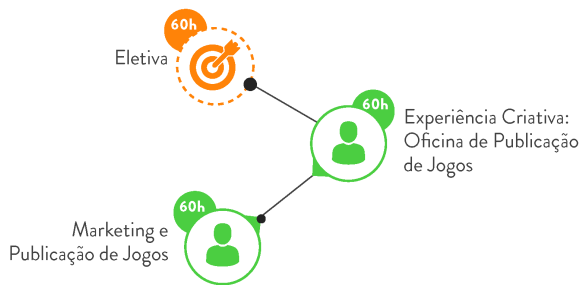 60h
Eletiva
60h
Experiência Criativa:
Oficina de Publicação
de Jogos
60h
Marketing e
Publicação de Jogos